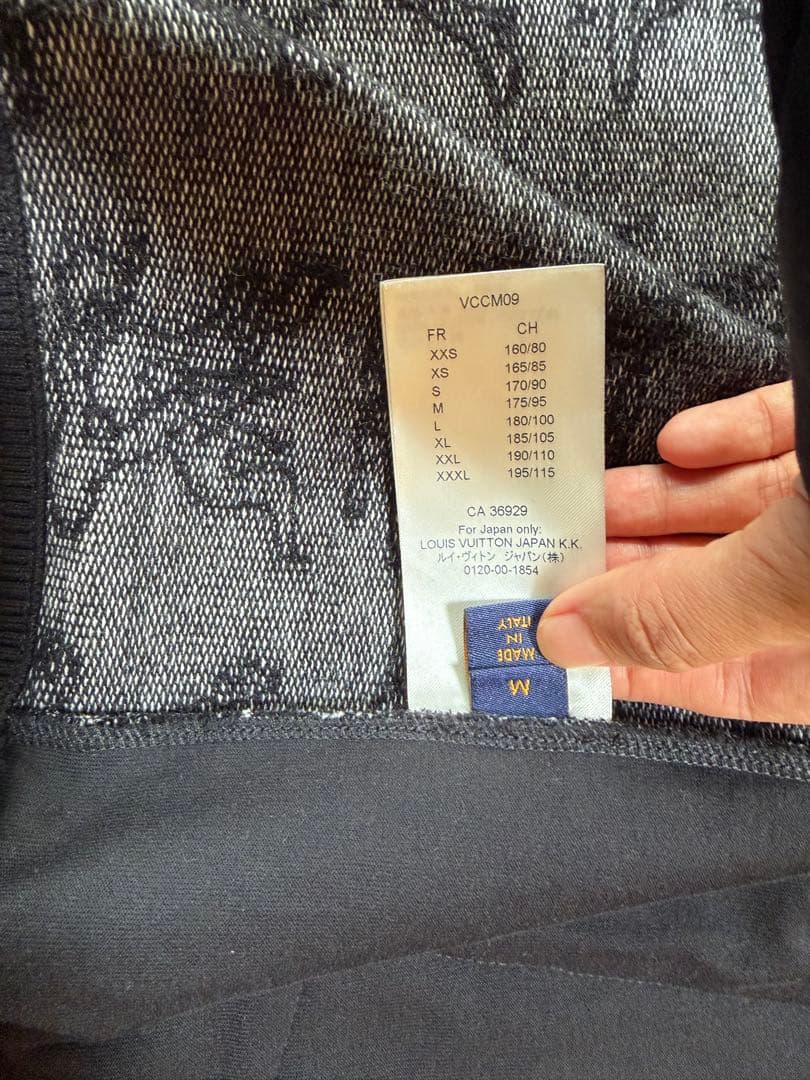 VCCM09
FR CH
XXS 160/80
XS 165/85
S 170/90
M 175/95
L 180/100
XL 185/105
XXL 190/110
XXXL 195/115
CA 36929
For Japan only:
LOUIS VUITTON JAPAN K.K.
ルイ・ヴィトン ジャパン(株)
0120-00-1854
MADE
IN
ITALY
M